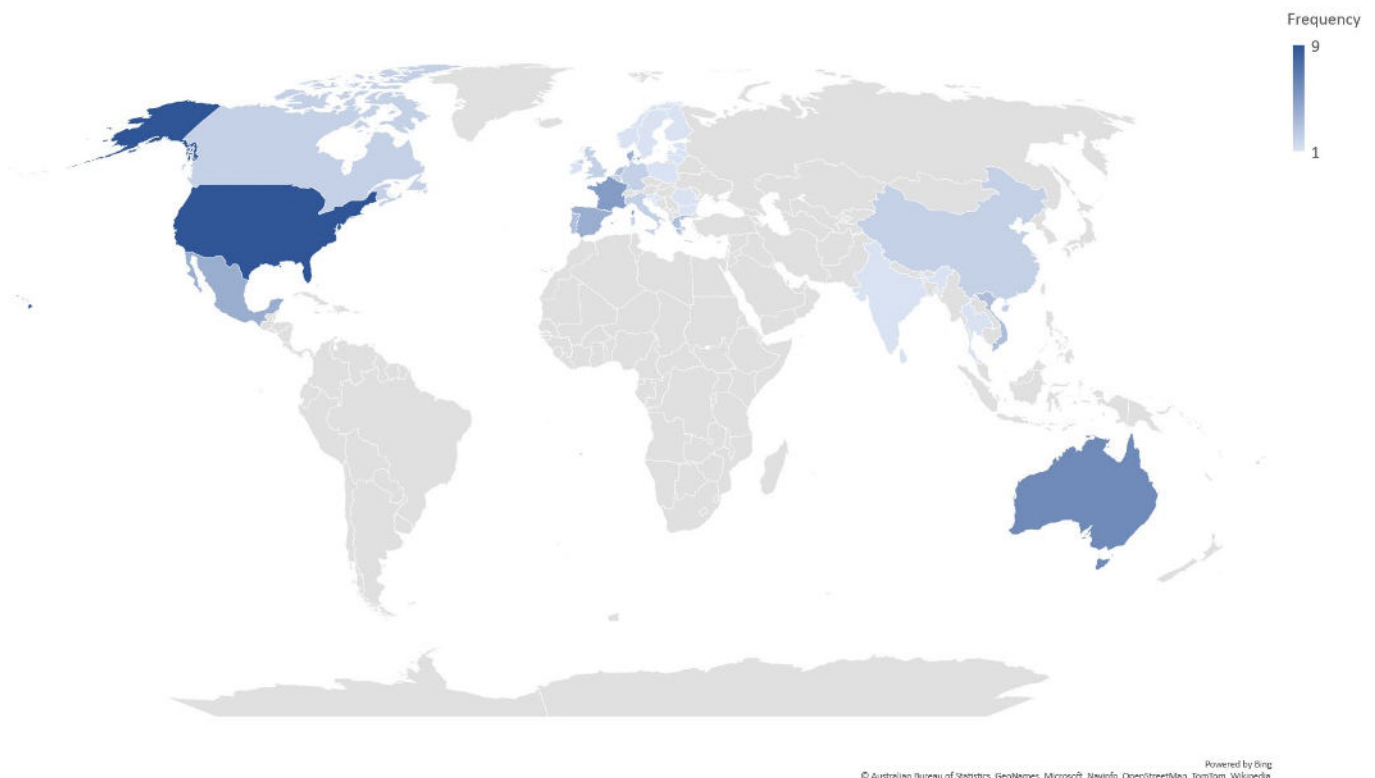 Frequency
9
1
Powered by Bing
© Australian Bureau of Statistics, GeoNames, Microsoft, Navinfo, OpenStreetMap, TomTom, Wikipedia